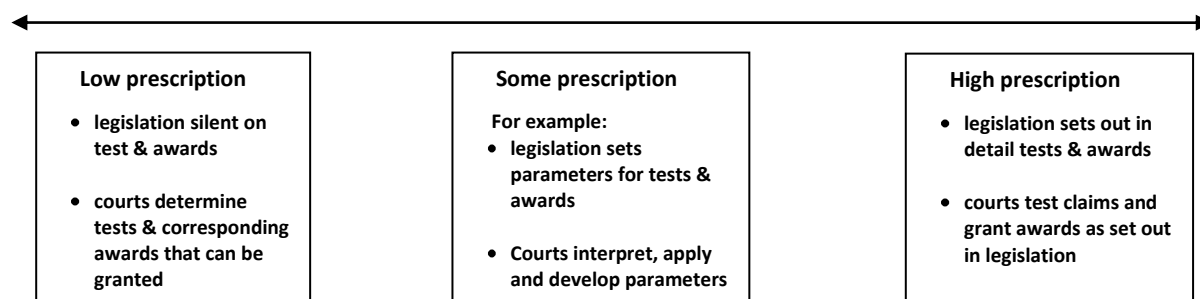 Low prescription
• legislation silent on
test & awards
• courts determine
tests & corresponding
awards that can be
granted
Some prescription
For example:
• legislation sets
parameters for tests &
awards
• Courts interpret, apply
and develop parameters
High prescription
• legislation sets out in
detail tests & awards
• courts test claims and
grant awards as set out
in legislation